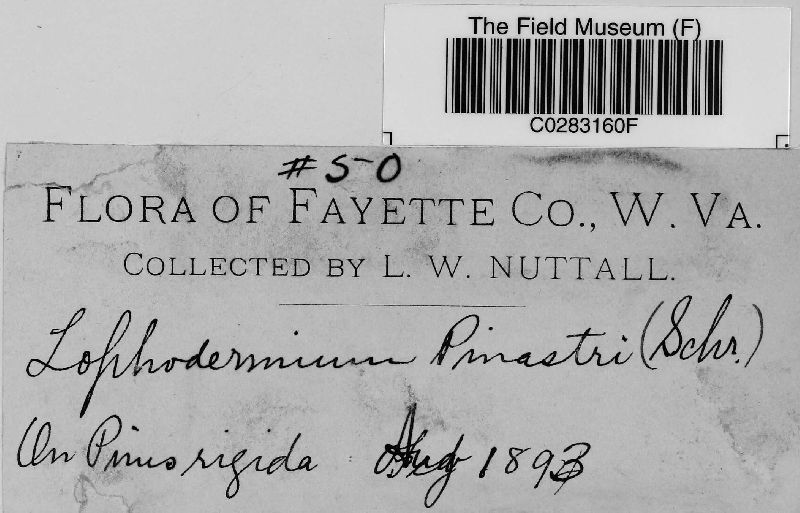 The Field Museum (F)
C0283160F
#50
FLORA OF FAYETTE CO., W. VA.
COLLECTED BY L. W. NUTTALL.
Lophodermium Pinastri (Schr.)
On Pinus rigida Aug 1893